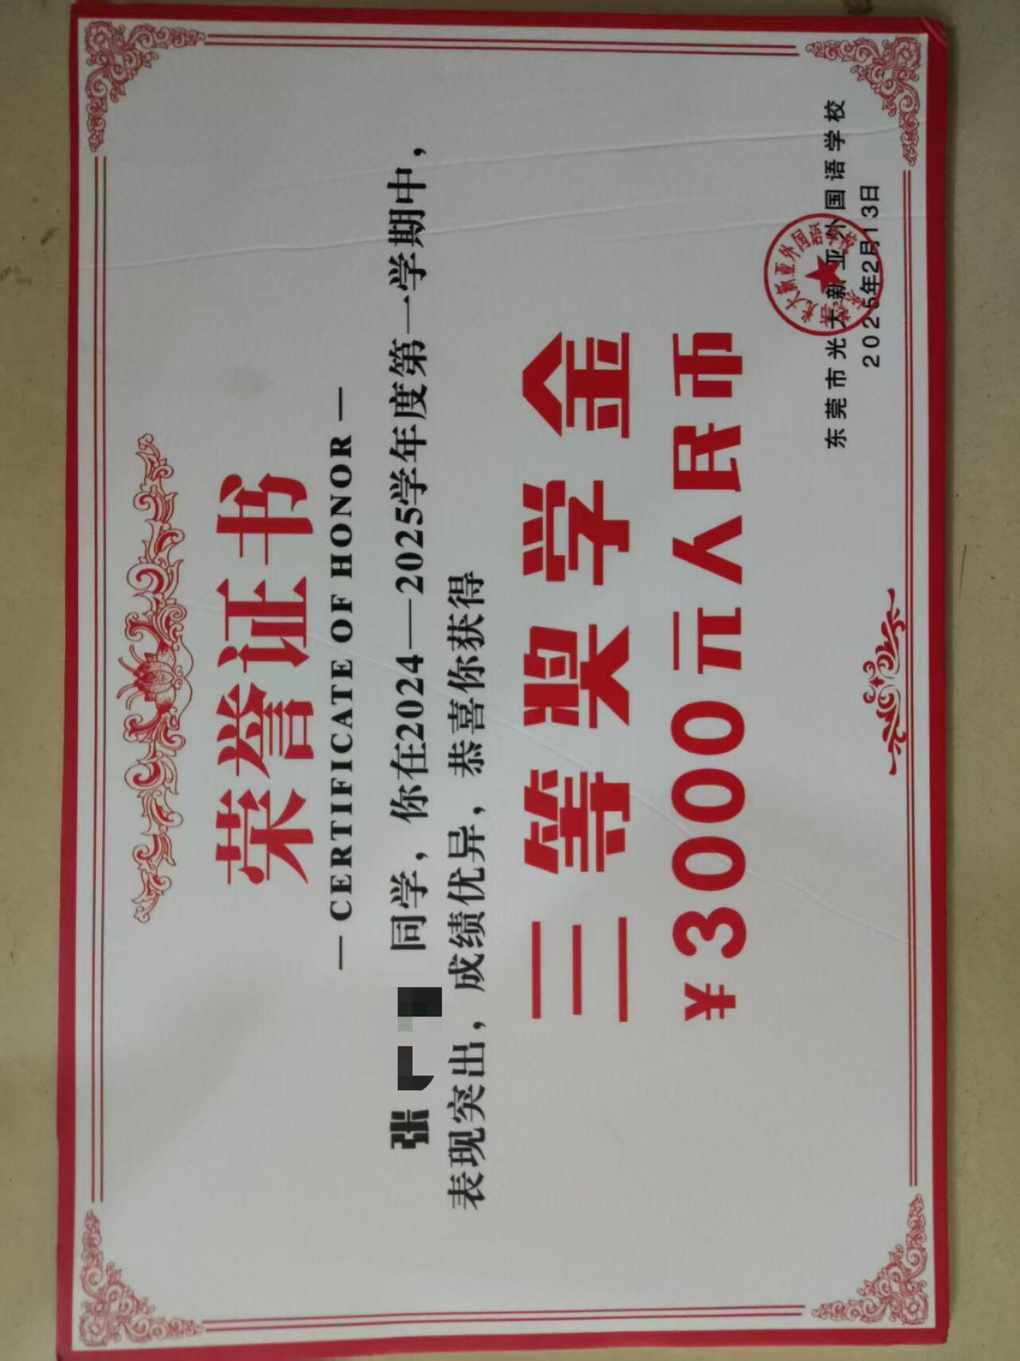 荣誉证书
— CERTIFICATE OF HONOR —
张 同学，你在2024—2025学年度第一学期中，
表现突出，成绩优异，恭喜你获得
三等奖学金
¥3000元人民币
东莞市光大新亚外国语学校
2025年2月13日